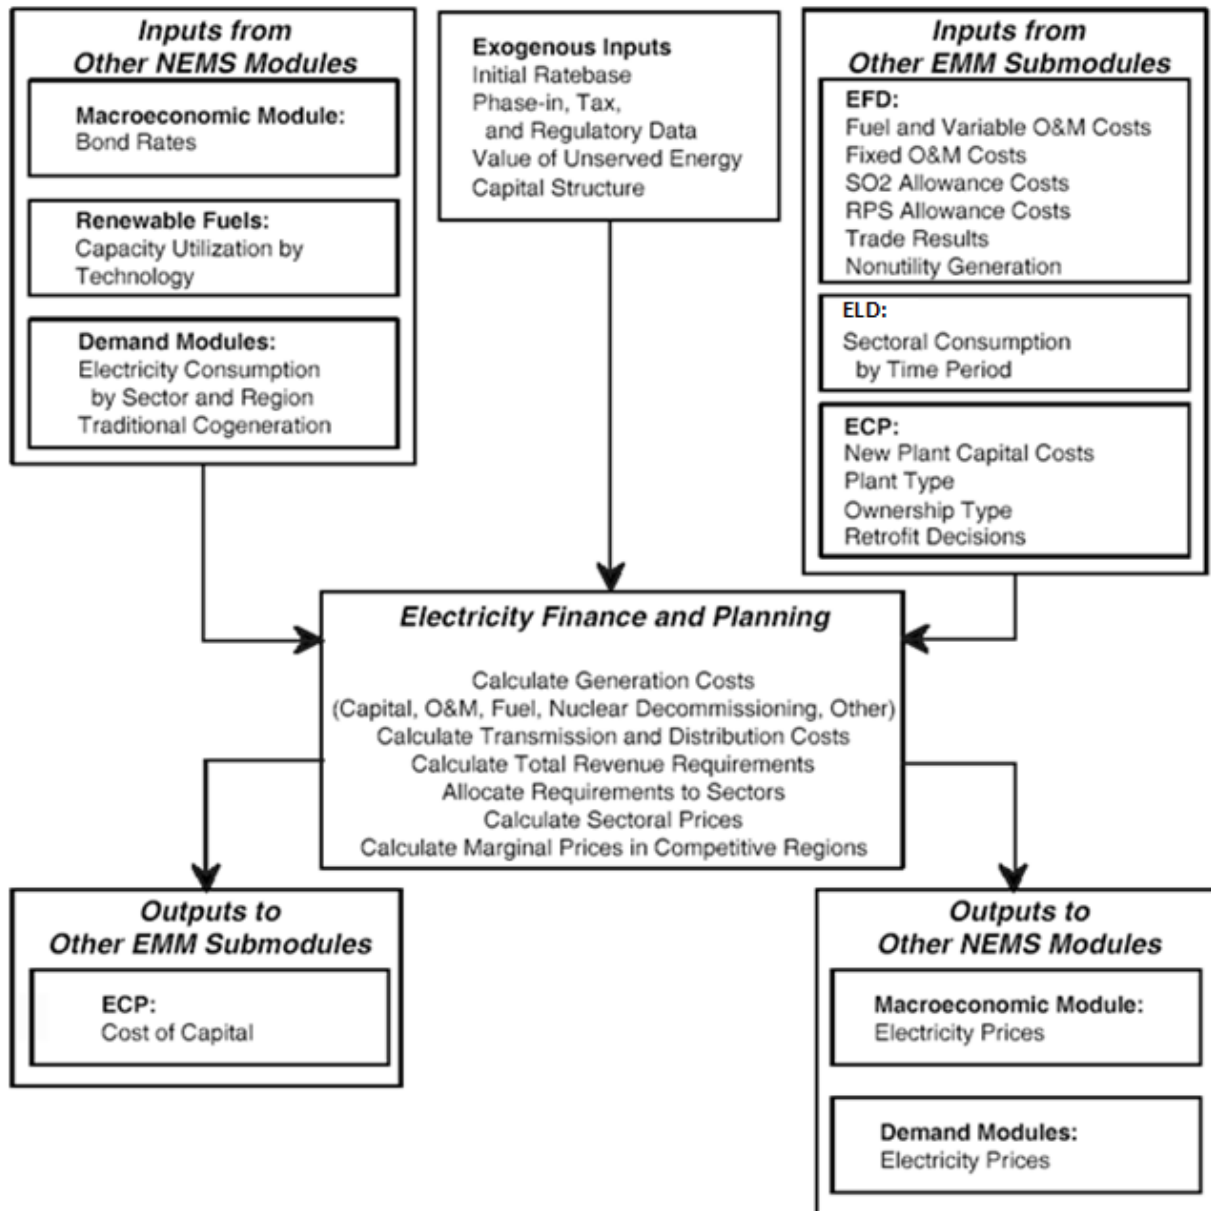 Inputs from
Other NEMS Modules
Macroeconomic Module:
Bond Rates
Renewable Fuels:
Capacity Utilization by
Technology
Demand Modules:
Electricity Consumption
by Sector and Region
Traditional Cogeneration
Exogenous Inputs
Initial Ratebase
Phase-in, Tax,
and Regulatory Data
Value of Unserved Energy
Capital Structure
Inputs from
Other EMM Submodules
EFD:
Fuel and Variable O&M Costs
Fixed O&M Costs
SO2 Allowance Costs
RPS Allowance Costs
Trade Results
Nonutility Generation
ELD:
Sectoral Consumption
by Time Period
ECP:
New Plant Capital Costs
Plant Type
Ownership Type
Retrofit Decisions
Electricity Finance and Planning
Calculate Generation Costs
(Capital, O&M, Fuel, Nuclear Decommissioning, Other)
Calculate Transmission and Distribution Costs
Calculate Total Revenue Requirements
Allocate Requirements to Sectors
Calculate Sectoral Prices
Calculate Marginal Prices in Competitive Regions
Outputs to
Other EMM Submodules
ECP:
Cost of Capital
Outputs to
Other NEMS Modules
Macroeconomic Module:
Electricity Prices
Demand Modules:
Electricity Prices